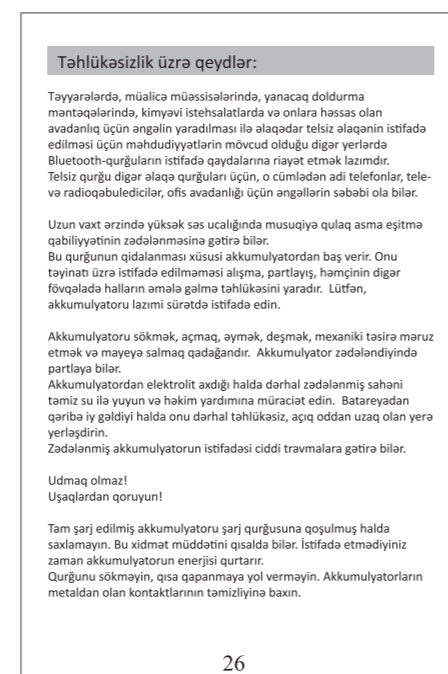 Təhlükəsizlik üzrə qeydlər:
Təyyarələrdə, müalicə müəssisələrində, yanacaq doldurma
məntəqələrində, kimyəvi istehsalatlarda və onlara həssas olan
avadanlıq üçün əngəlin yaradılması ilə əlaqədar telsiz əlaqənin istifadə
edilməsi üçün məhdudiyyətlərin mövcud olduğu digər yerlərdə
Bluetooth-qurğuların istifadə qaydalarına riayət etmək lazımdır.
Telsiz qurğu digər əlaqə qurğuları üçün, o cümlədən adi telefonlar, tele-
və radioqəbuledicilər, ofis avadanlığı üçün əngəllərin səbəbi ola bilər.
Uzun vaxt ərzində yüksək səs ucalığında musuqiyə qulaq asma eşitmə
qabiliyyətinin zədələnməsinə gətirə bilər.
Bu qurğunun qidalanması xüsusi akkumulyatordan baş verir. Onu
təyinatı üzrə istifadə edilməməsi alışma, partlayış, həmçinin digər
fövqəladə halların əmələ gəlmə təhlükəsini yaradır. Lütfən,
akkumulyatoru lazımi sürətdə istifadə edin.
Akkumulyatoru sökmək, açmaq, əymək, deşmək, mexaniki təsirə məruz
etmək və mayeyə salmaq qadağandır. Akkumulyator zədələndiyində
partlaya bilər.
Akkumulyatordan elektrolit axdığı halda dərhal zədələnmiş sahəni
təmiz su ilə yuyun və həkim yardımına müraciət edin. Batareyadan
qəribə iy gəldiyi halda onu dərhal təhlükəsiz, açıq oddan uzaq olan yerə
yerləşdirin.
Zədələnmiş akkumulyatorun istifadəsi ciddi travmalara gətirə bilər.
Udmaq olmaz!
Uşaqlardan qoruyun!
Tam şarj edilmiş akkumulyatoru şarj qurğusuna qoşulmuş halda
saxlamayın. Bu xidmət müddətini qısalda bilər. İstifadə etmədiyiniz
zaman akkumulyatorun enerjisi qurtarır.
Qurğunu sökməyin, qısa qapanmaya yol verməyin. Akkumulyatorların
metaldan olan kontaktlarının təmizliyinə baxın.
26